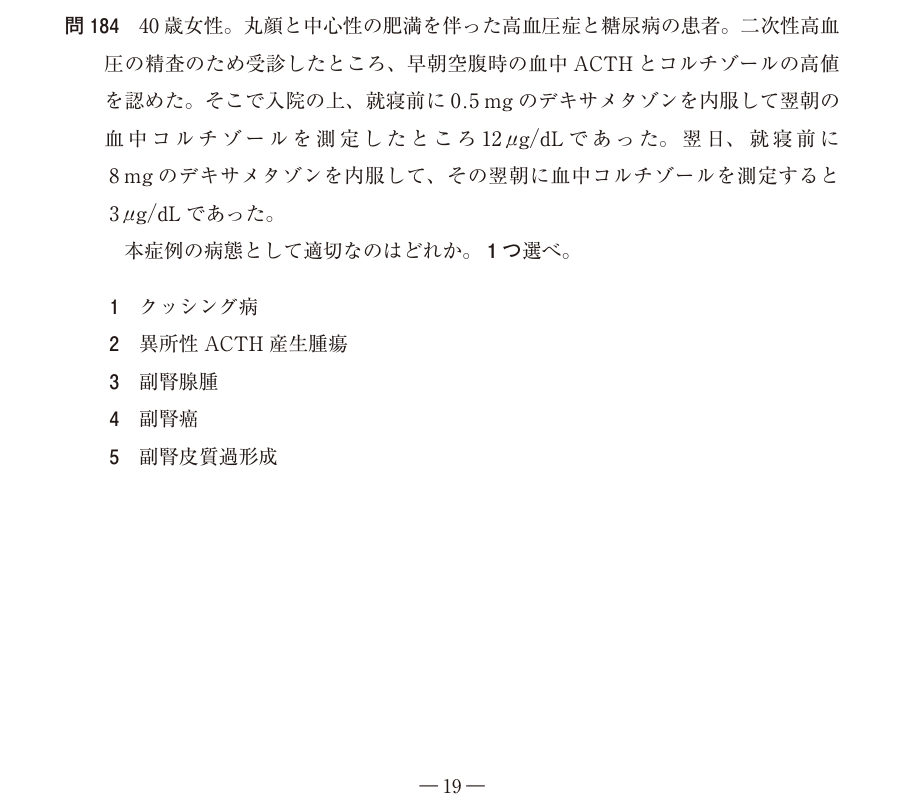 問 184 40 歳女性。丸顔と中心性の肥満を伴った高血圧症と糖尿病の患者。二次性高血
圧の精査のため受診したところ、早朝空腹時の血中 ACTH とコルチゾールの高値
を認めた。そこで入院の上、就寝前に 0.5 mg のデキサメタゾンを内服して翌朝の
血中コルチゾールを測定したところ 12 μg/dL であった。翌日、就寝前に
8 mg のデキサメタゾンを内服して、その翌朝に血中コルチゾールを測定すると
3 μg/dL であった。
本症例の病態として適切なのはどれか。1つ選べ。
1 クッシング病
2 異所性 ACTH 産生腫瘍
3 副腎腺腫
4 副腎癌
5 副腎皮質過形成
― 19 ―